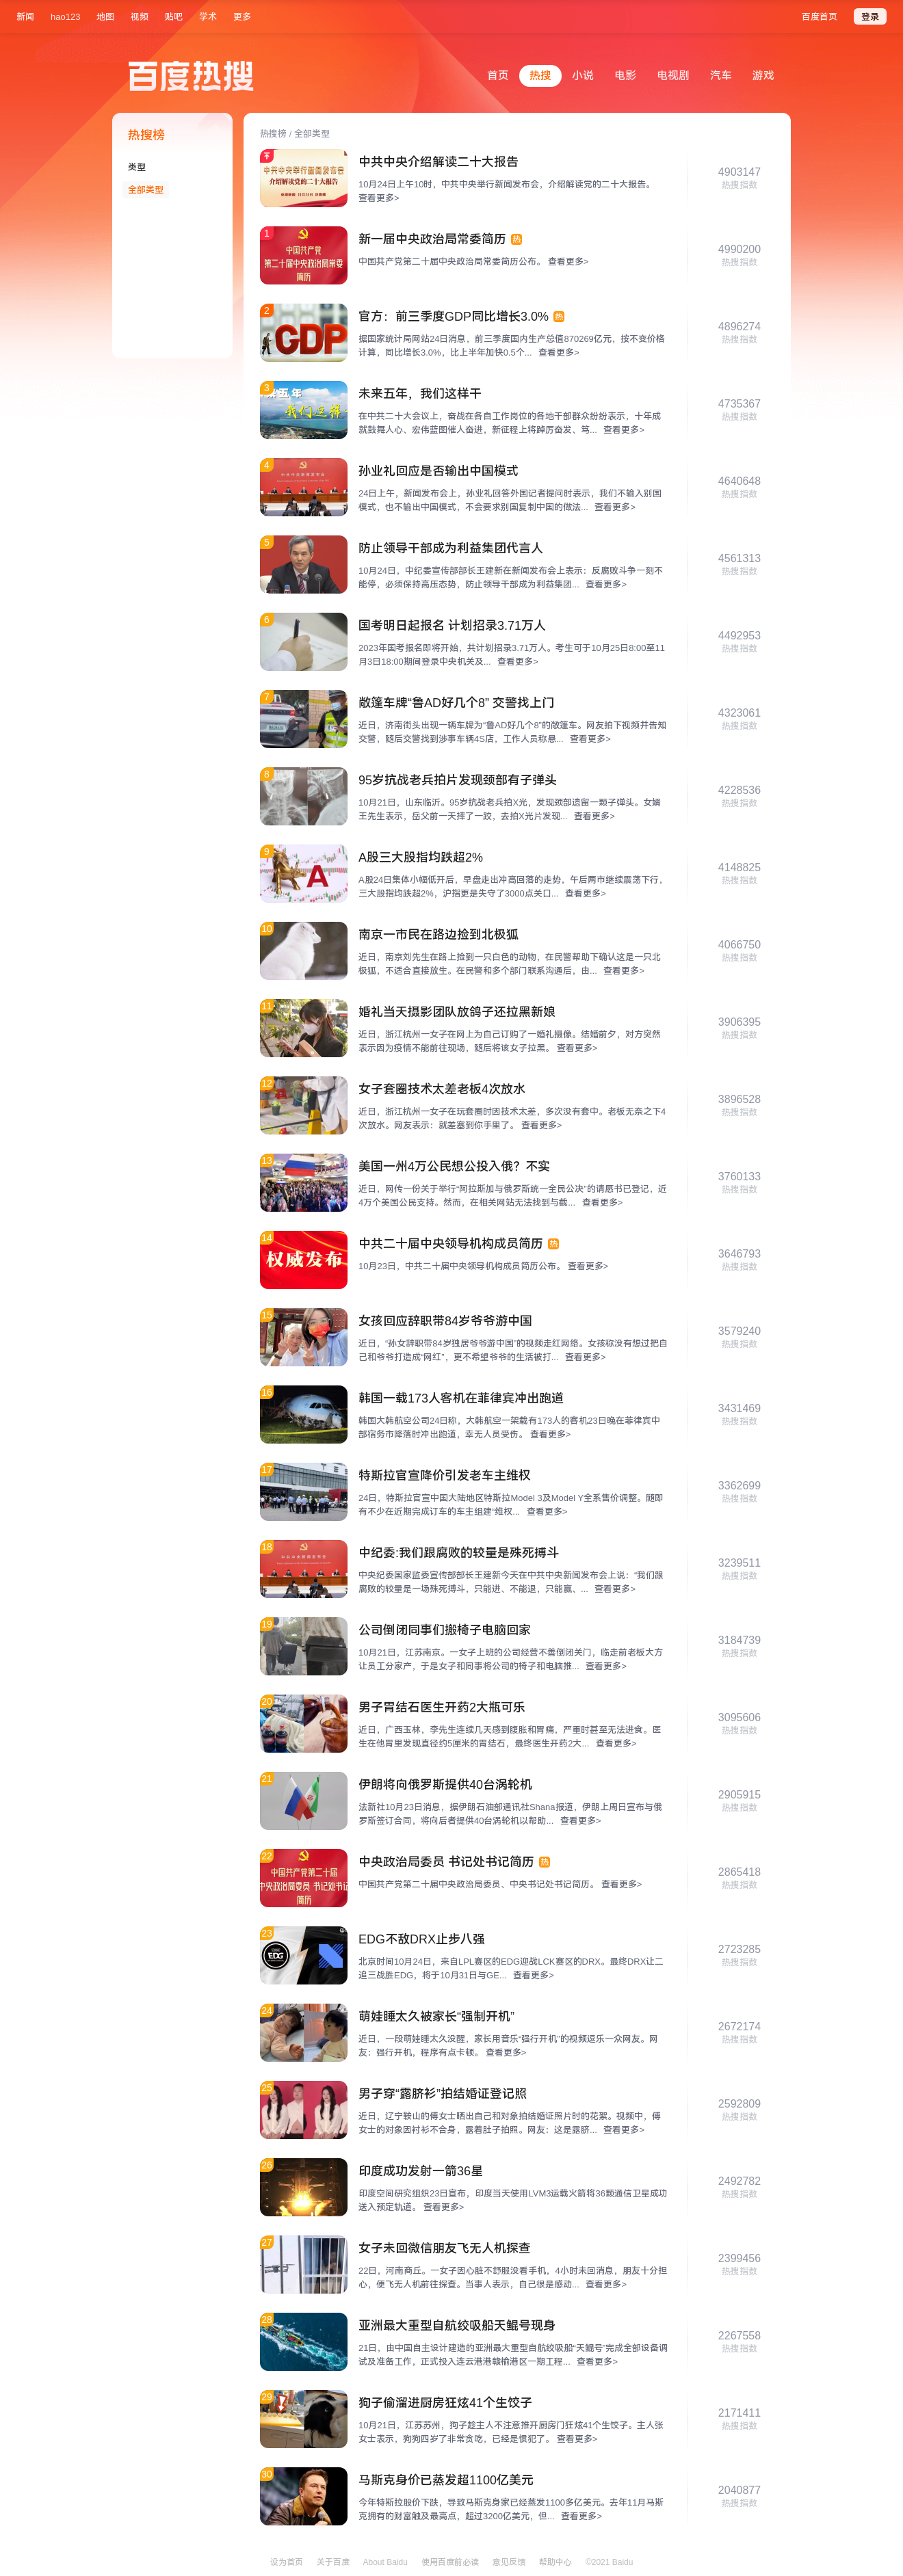 新闻 hao123 地图 视频 贴吧 学术 更多 百度首页 登录
百度热搜
首页 热搜 小说 电影 电视剧 汽车 游戏
热搜榜
类型
全部类型
热搜榜 / 全部类型
中共中央介绍解读二十大报告
10月24日上午10时，中共中央举行新闻发布会，介绍解读党的二十大报告。
查看更多>
4903147
热搜指数
1
中国共产党
第二十届中央政治局常委
简历
新一届中央政治局常委简历 热
中国共产党第二十届中央政治局常委简历公布。 查看更多>
4990200
热搜指数
2
GDP
官方：前三季度GDP同比增长3.0% 热
据国家统计局网站24日消息，前三季度国内生产总值870269亿元，按不变价格
计算，同比增长3.0%，比上半年加快0.5个... 查看更多>
4896274
热搜指数
3
未来五年，我们这样干
在中共二十大会议上，奋战在各自工作岗位的各地干部群众纷纷表示，十年成
就鼓舞人心、宏伟蓝图催人奋进，新征程上将踔厉奋发、笃... 查看更多>
4735367
热搜指数
4
孙业礼回应是否输出中国模式
24日上午，新闻发布会上，孙业礼回答外国记者提问时表示，我们不输入别国
模式，也不输出中国模式，不会要求别国复制中国的做法... 查看更多>
4640648
热搜指数
5
防止领导干部成为利益集团代言人
10月24日，中纪委宣传部部长王建新在新闻发布会上表示：反腐败斗争一刻不
能停，必须保持高压态势，防止领导干部成为利益集团... 查看更多>
4561313
热搜指数
6
国考明日起报名 计划招录3.71万人
2023年国考报名即将开始，共计划招录3.71万人。考生可于10月25日8:00至11
月3日18:00期间登录中央机关及... 查看更多>
4492953
热搜指数
7
敞篷车牌“鲁AD好几个8” 交警找上门
近日，济南街头出现一辆车牌为“鲁AD好几个8”的敞篷车。网友拍下视频并告知
交警，随后交警找到涉事车辆4S店，工作人员称悬... 查看更多>
4323061
热搜指数
8
95岁抗战老兵拍片发现颈部有子弹头
10月21日，山东临沂。95岁抗战老兵拍X光，发现颈部遗留一颗子弹头。女婿
王先生表示，岳父前一天摔了一跤，去拍X光片发现... 查看更多>
4228536
热搜指数
9
A
A股三大股指均跌超2%
A股24日集体小幅低开后，早盘走出冲高回落的走势，午后两市继续震荡下行，
三大股指均跌超2%，沪指更是失守了3000点关口... 查看更多>
4148825
热搜指数
10
南京一市民在路边捡到北极狐
近日，南京刘先生在路上捡到一只白色的动物，在民警帮助下确认这是一只北
极狐，不适合直接放生。在民警和多个部门联系沟通后，由... 查看更多>
4066750
热搜指数
11
婚礼当天摄影团队放鸽子还拉黑新娘
近日，浙江杭州一女子在网上为自己订购了一婚礼摄像。结婚前夕，对方突然
表示因为疫情不能前往现场，随后将该女子拉黑。 查看更多>
3906395
热搜指数
12
女子套圈技术太差老板4次放水
近日，浙江杭州一女子在玩套圈时因技术太差，多次没有套中。老板无奈之下4
次放水。网友表示：就差塞到你手里了。 查看更多>
3896528
热搜指数
13
美国一州4万公民想公投入俄？不实
近日，网传一份关于举行“阿拉斯加与俄罗斯统一全民公决”的请愿书已登记，近
4万个美国公民支持。然而，在相关网站无法找到与截... 查看更多>
3760133
热搜指数
14
权威发布
中共二十届中央领导机构成员简历 热
10月23日，中共二十届中央领导机构成员简历公布。 查看更多>
3646793
热搜指数
15
女孩回应辞职带84岁爷爷游中国
近日，“孙女辞职带84岁独居爷爷游中国”的视频走红网络。女孩称没有想过把自
己和爷爷打造成“网红”，更不希望爷爷的生活被打... 查看更多>
3579240
热搜指数
16
韩国一载173人客机在菲律宾冲出跑道
韩国大韩航空公司24日称，大韩航空一架载有173人的客机23日晚在菲律宾中
部宿务市降落时冲出跑道，幸无人员受伤。 查看更多>
3431469
热搜指数
17
特斯拉官宣降价引发老车主维权
24日，特斯拉官宣中国大陆地区特斯拉Model 3及Model Y全系售价调整。随即
有不少在近期完成订车的车主组建“维权... 查看更多>
3362699
热搜指数
18
中纪委:我们跟腐败的较量是殊死搏斗
中央纪委国家监委宣传部部长王建新今天在中共中央新闻发布会上说：“我们跟
腐败的较量是一场殊死搏斗，只能进、不能退，只能赢、... 查看更多>
3239511
热搜指数
19
公司倒闭同事们搬椅子电脑回家
10月21日，江苏南京。一女子上班的公司经营不善倒闭关门，临走前老板大方
让员工分家产，于是女子和同事将公司的椅子和电脑推... 查看更多>
3184739
热搜指数
20
男子胃结石医生开药2大瓶可乐
近日，广西玉林，李先生连续几天感到腹胀和胃痛，严重时甚至无法进食。医
生在他胃里发现直径约5厘米的胃结石，最终医生开药2大... 查看更多>
3095606
热搜指数
21
伊朗将向俄罗斯提供40台涡轮机
法新社10月23日消息，据伊朗石油部通讯社Shana报道，伊朗上周日宣布与俄
罗斯签订合同，将向后者提供40台涡轮机以帮助... 查看更多>
2905915
热搜指数
22
中国共产党第二十届
中央政治局委员 书记处书记
简历
中央政治局委员 书记处书记简历 热
中国共产党第二十届中央政治局委员、中央书记处书记简历。 查看更多>
2865418
热搜指数
23
EDG
EDG不敌DRX止步八强
北京时间10月24日，来自LPL赛区的EDG迎战LCK赛区的DRX。最终DRX让二
追三战胜EDG，将于10月31日与GE... 查看更多>
2723285
热搜指数
24
萌娃睡太久被家长“强制开机”
近日，一段萌娃睡太久没醒，家长用音乐“强行开机”的视频逗乐一众网友。网
友：强行开机，程序有点卡顿。 查看更多>
2672174
热搜指数
25
男子穿“露脐衫”拍结婚证登记照
近日，辽宁鞍山的傅女士晒出自己和对象拍结婚证照片时的花絮。视频中，傅
女士的对象因衬衫不合身，露着肚子拍照。网友：这是露脐... 查看更多>
2592809
热搜指数
26
印度成功发射一箭36星
印度空间研究组织23日宣布，印度当天使用LVM3运载火箭将36颗通信卫星成功
送入预定轨道。 查看更多>
2492782
热搜指数
27
女子未回微信朋友飞无人机探查
22日，河南商丘。一女子因心脏不舒服没看手机，4小时未回消息，朋友十分担
心，便飞无人机前往探查。当事人表示，自己很是感动... 查看更多>
2399456
热搜指数
28
亚洲最大重型自航绞吸船天鲲号现身
21日，由中国自主设计建造的亚洲最大重型自航绞吸船“天鲲号”完成全部设备调
试及准备工作，正式投入连云港港赣榆港区一期工程... 查看更多>
2267558
热搜指数
29
狗子偷溜进厨房狂炫41个生饺子
10月21日，江苏苏州，狗子趁主人不注意推开厨房门狂炫41个生饺子。主人张
女士表示，狗狗四岁了非常贪吃，已经是惯犯了。 查看更多>
2171411
热搜指数
30
马斯克身价已蒸发超1100亿美元
今年特斯拉股价下跌，导致马斯克身家已经蒸发1100多亿美元。去年11月马斯
克拥有的财富触及最高点，超过3200亿美元，但... 查看更多>
2040877
热搜指数
设为首页 关于百度 About Baidu 使用百度前必读 意见反馈 帮助中心 ©2021 Baidu